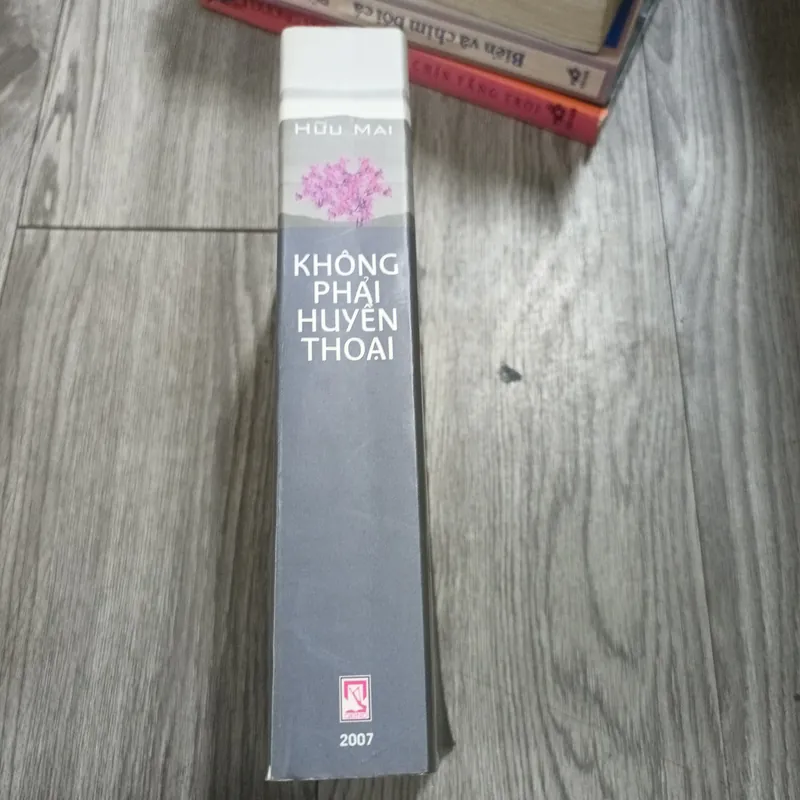 Biển và chim bói cá
HỮU MAI
KHÔNG
PHẢI
HUYỀN
THOẠI
2007